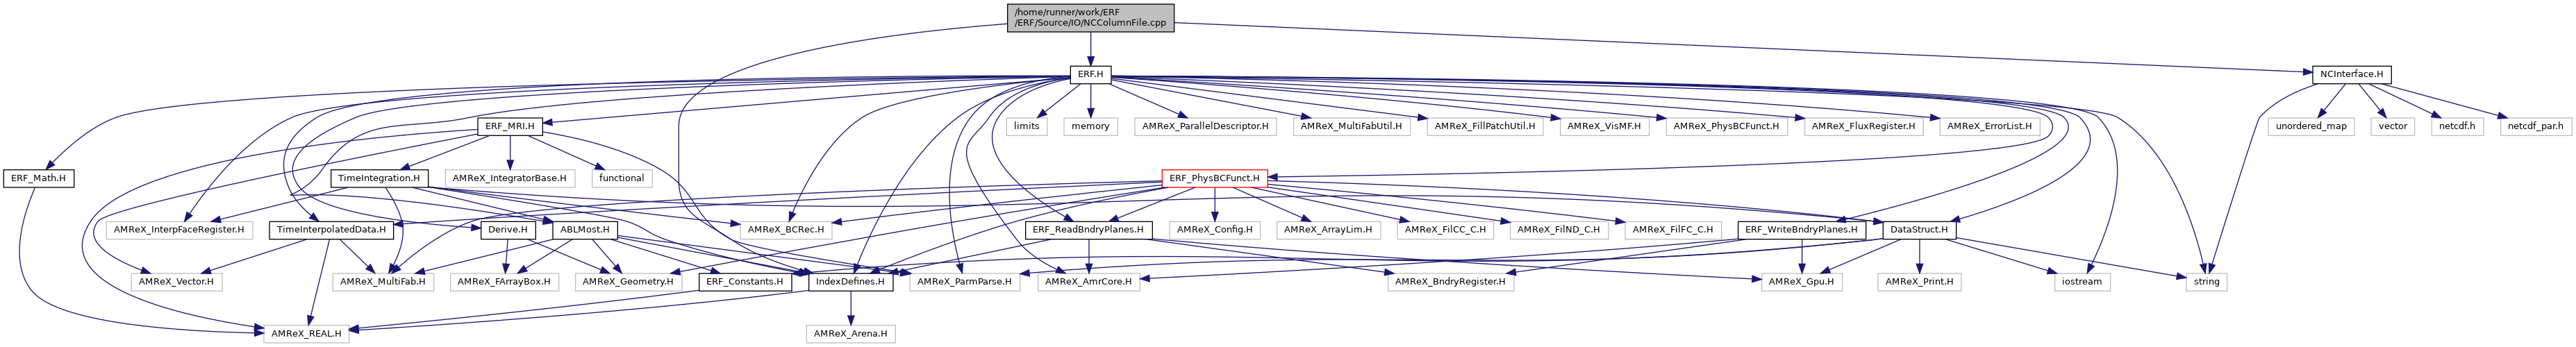 /home/runner/work/ERF
/ERF/Source/IO/NCColumnFile.cpp
ERF.H
NCInterface.H
ERF_MRI.H
limits
memory
AMReX_ParallelDescriptor.H
AMReX_MultiFabUtil.H
AMReX_FillPatchUtil.H
AMReX_VisMF.H
AMReX_PhysBCFunct.H
AMReX_FluxRegister.H
AMReX_ErrorList.H
unordered_map
vector
netcdf.h
netcdf_par.h
ERF_Math.H
TimeIntegration.H
AMReX_IntegratorBase.H
functional
ERF_PhysBCFunct.H
AMReX_InterpFaceRegister.H
TimeInterpolatedData.H
Derive.H
ABLMost.H
AMReX_BCRec.H
ERF_ReadBndryPlanes.H
AMReX_Config.H
AMReX_ArrayLim.H
AMReX_FilCC_C.H
AMReX_FilND_C.H
AMReX_FilFC_C.H
ERF_WriteBndryPlanes.H
DataStruct.H
AMReX_Vector.H
AMReX_MultiFab.H
AMReX_FArrayBox.H
AMReX_Geometry.H
ERF_Constants.H
IndexDefines.H
AMReX_ParmParse.H
AMReX_AmrCore.H
AMReX_BndryRegister.H
AMReX_Gpu.H
AMReX_Print.H
iostream
string
AMReX_REAL.H
AMReX_Arena.H